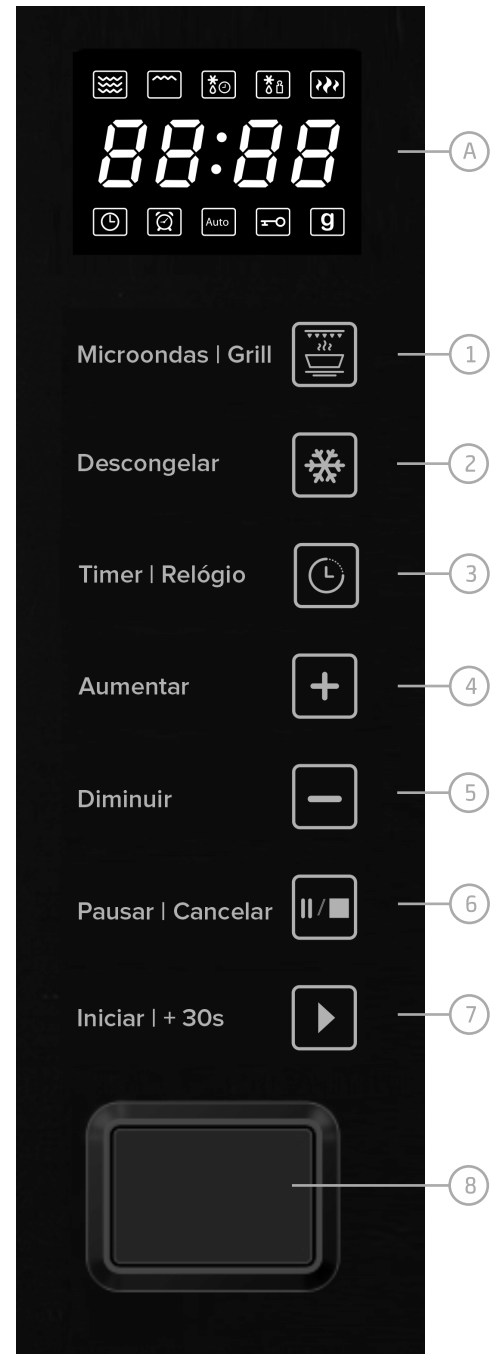 88:88
A
Auto
g
Microondas | Grill
1
Descongelar
2
Timer | Relógio
3
Aumentar
4
Diminuir
5
Pausar | Cancelar
6
Iniciar | + 30s
7
8